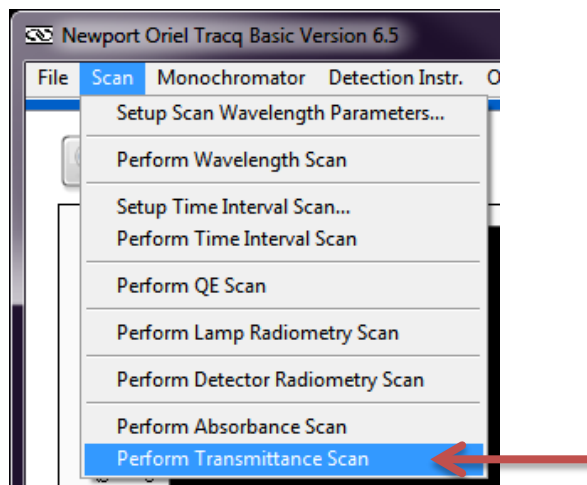 Newport Oriel Tracq Basic Version 6.5
File Scan Monochromator Detection Instr.
Setup Scan Wavelength Parameters...
Perform Wavelength Scan
Setup Time Interval Scan...
Perform Time Interval Scan
Perform QE Scan
Perform Lamp Radiometry Scan
Perform Detector Radiometry Scan
Perform Absorbance Scan
Perform Transmittance Scan